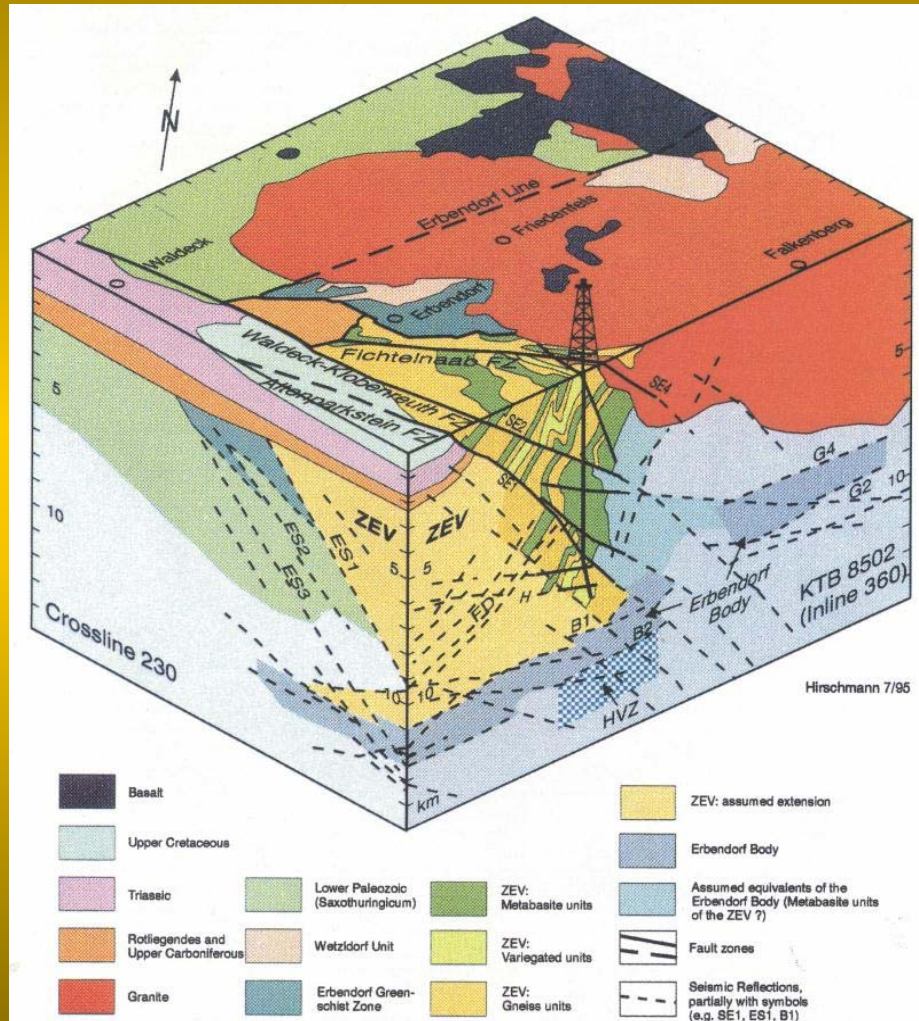 N
Waldeck
Erbendorf Line
Friedenfels
Falkenberg
Erbendorf
Fichtelnaab FZ
Waldeck-Klobenreuth FZ
Altenparkstein FZ
SE4
SE2
5
5
10
10
ZEV
ZEV
5
5
G4
G2
10
ES2
ES1
ES3
H
B1
B2
Erbendorf
Body
KTB 8502
(Inline 360)
Crossline 230
10
10
HVZ
Hirschmann 7/95
km
Basalt
Upper Cretaceous
Triassic
Rotliegendes and
Upper Carboniferous
Granite
Lower Paleozoic
(Saxothuringicum)
Wetzldorf Unit
Erbendorf Green-
schist Zone
ZEV:
Metabasite units
ZEV:
Variegated units
ZEV:
Gneiss units
ZEV: assumed extension
Erbendorf Body
Assumed equivalents of the
Erbendorf Body (Metabasite units
of the ZEV ?)
Fault zones
Seismic Reflections,
partially with symbols
(e.g. SE1, ES1, B1)